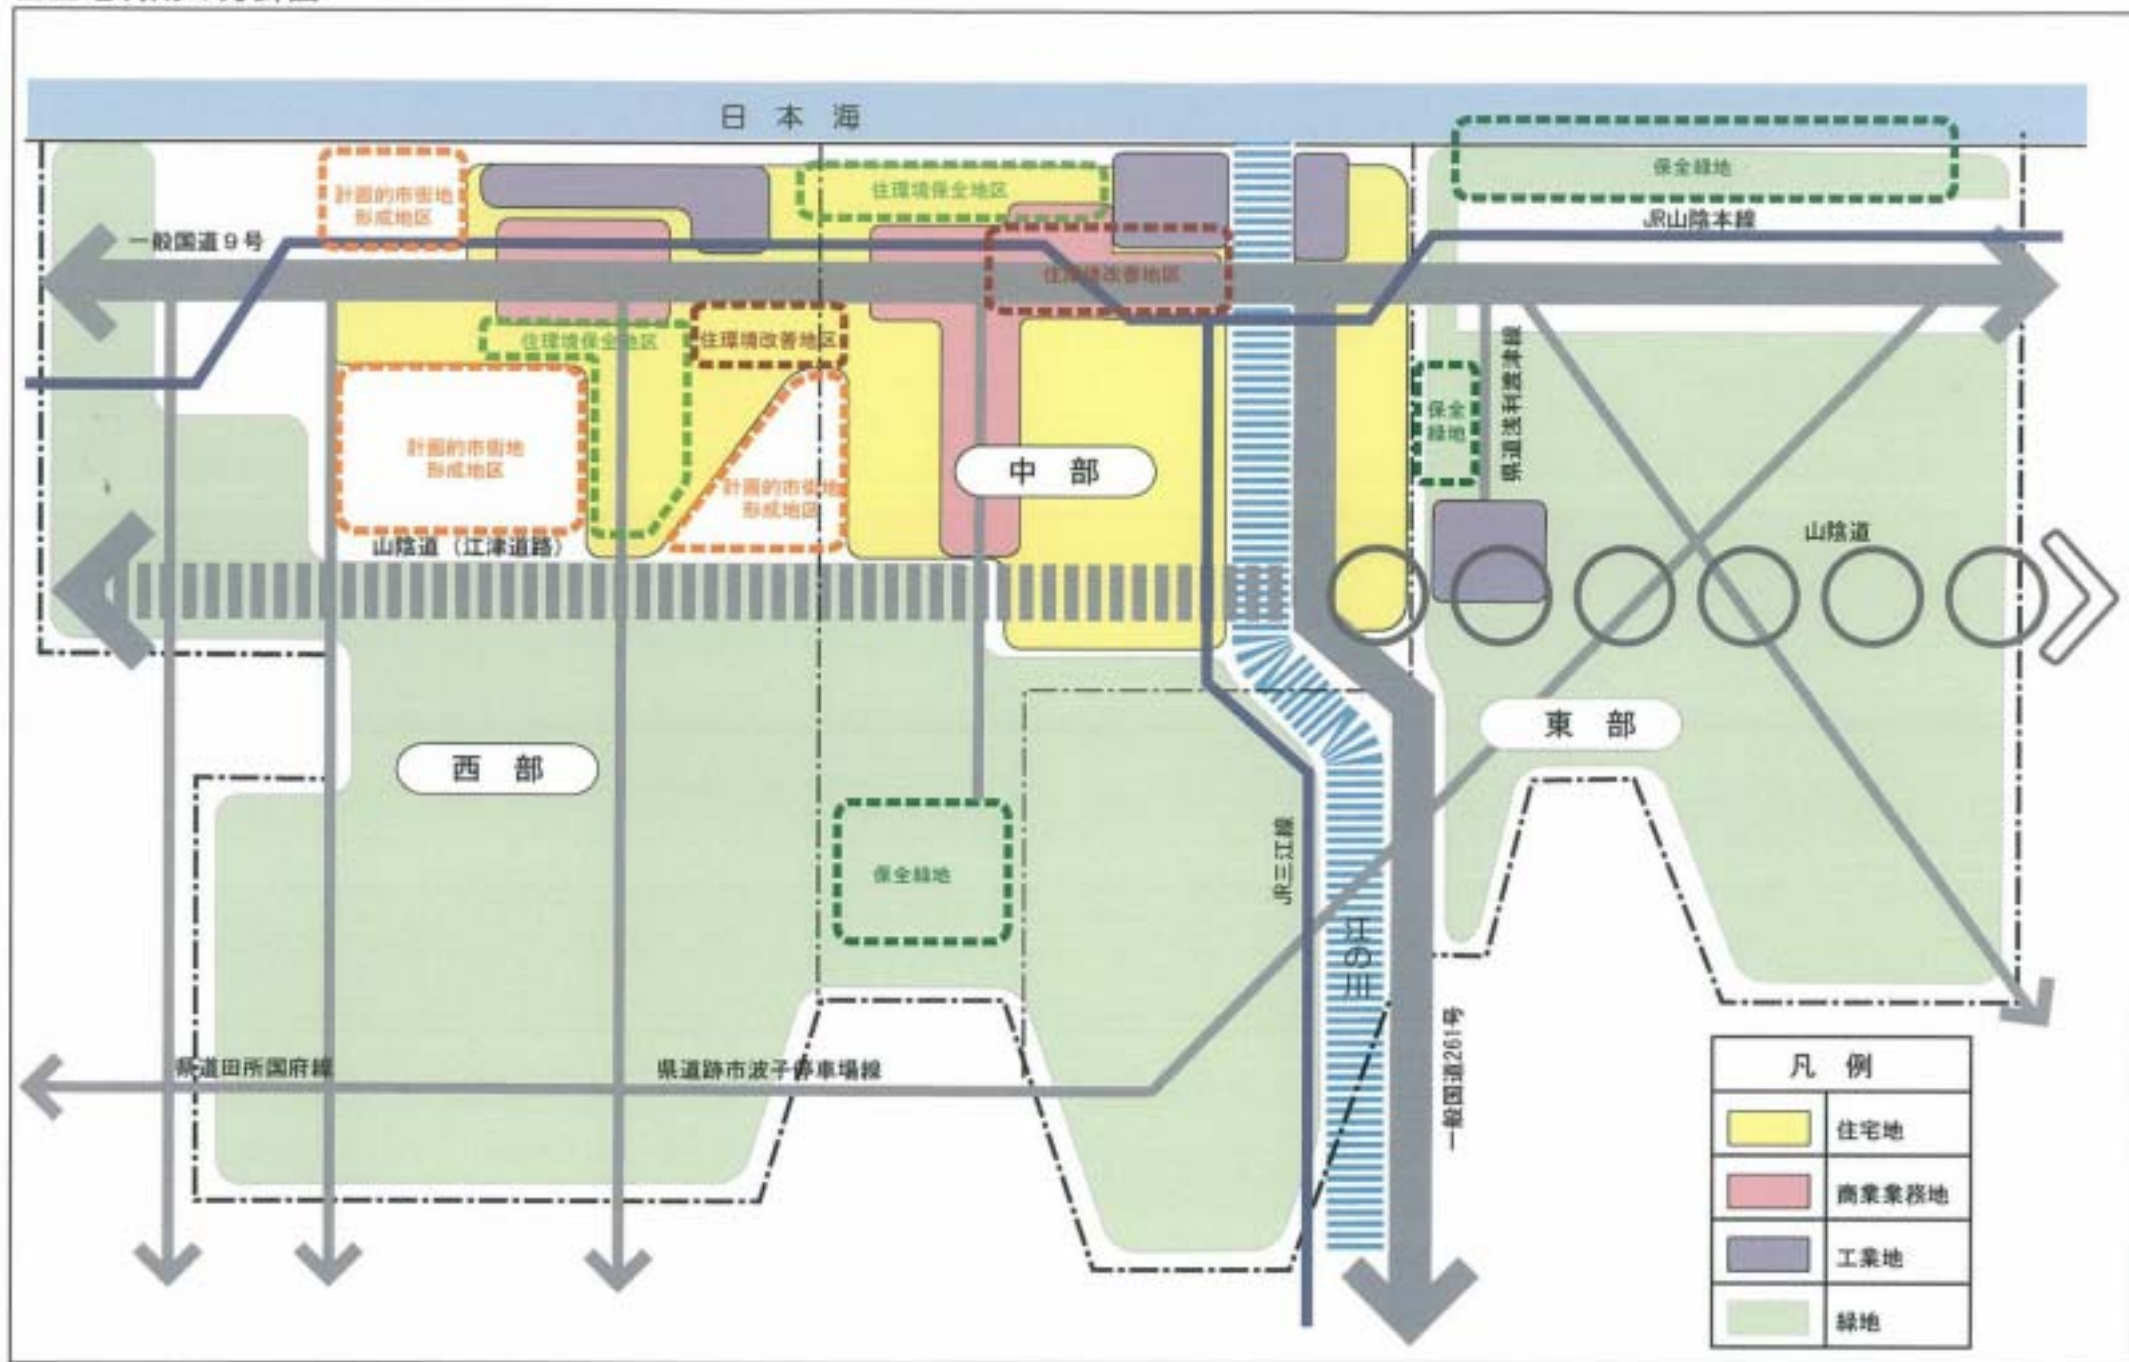 日本海
計画的市街地
形成地区
住環境保全地区
保全緑地
JR山陰本線
一般国道9号
住環境改善地区
住環境保全地区
住環境改善地区
県道浅利渡津線
保全
緑地
計画的市街地
形成地区
中部
計画的市街地
形成地区
山陰道（江津道路）
山陰道
東部
西部
保全緑地
JR三江線
江の川
県道田所国府線
県道跡市波子停車場線
一般国道261号
凡例
住宅地
商業業務地
工業地
緑地